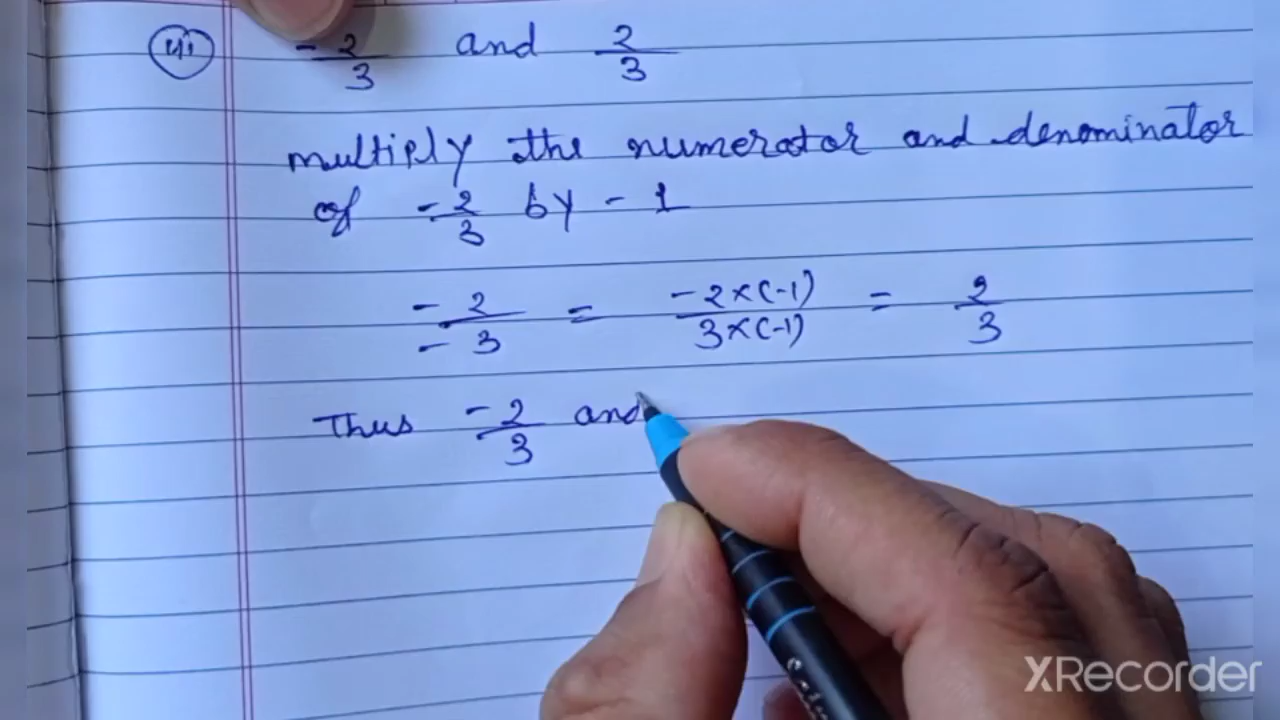 (vi) -2/3 and 2/3
multiply the numerator and denominator
of -2/3 by -1
-2/-3 = -2×(-1)/3×(-1) = 2/3
Thus -2/3 and
XRecorder